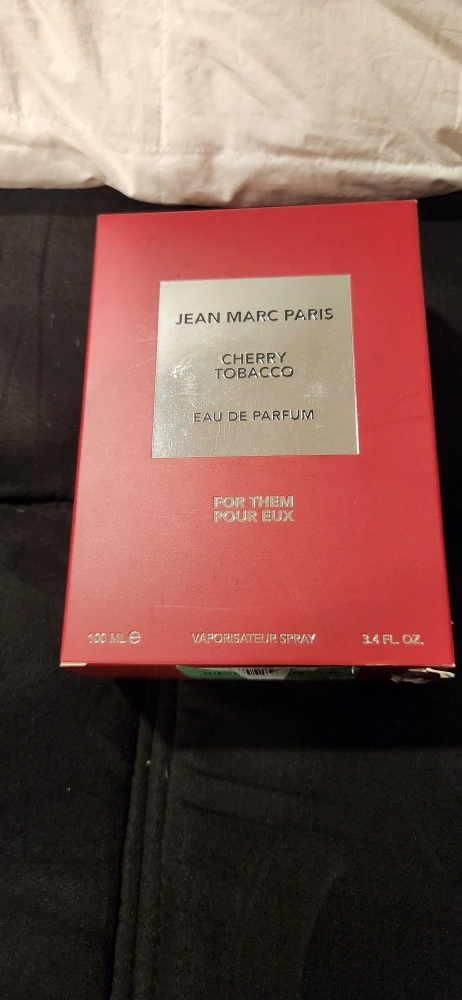 JEAN MARC PARIS
CHERRY
TOBACCO
EAU DE PARFUM
FOR THEM
POUR EUX
100 ML ℮ VAPORISATEUR SPRAY 3.4 FL. OZ.